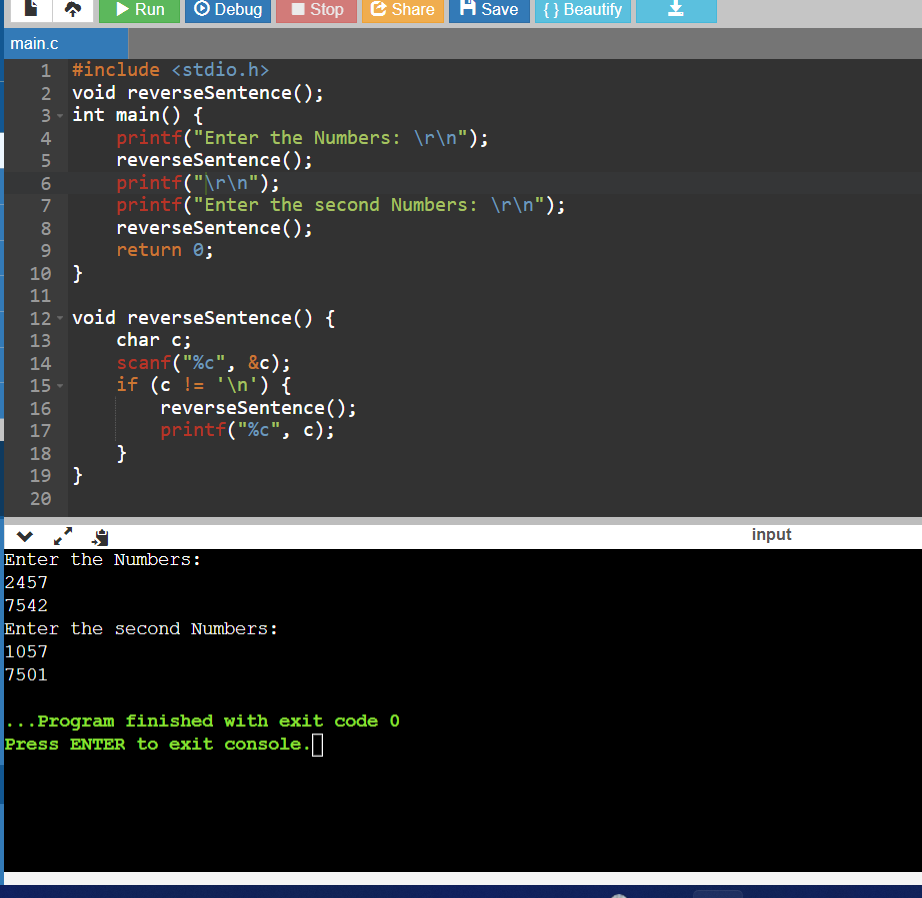 Run Debug Stop Share Save { } Beautify
main.c
1 #include <stdio.h>
2 void reverseSentence();
3 int main() {
4     printf("Enter the Numbers: \r\n");
5     reverseSentence();
6     printf("\r\n");
7     printf("Enter the second Numbers: \r\n");
8     reverseSentence();
9     return 0;
10 }
11
12 void reverseSentence() {
13     char c;
14     scanf("%c", &c);
15     if (c != '\n') {
16         reverseSentence();
17         printf("%c", c);
18     }
19 }
20
input
Enter the Numbers:
2457
7542
Enter the second Numbers:
1057
7501
...Program finished with exit code 0
Press ENTER to exit console.